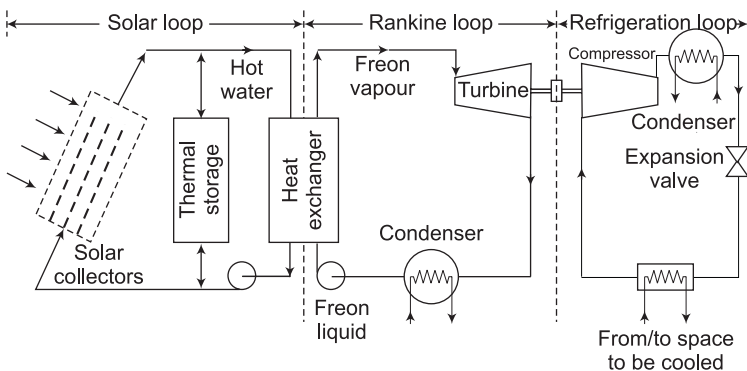 Solar loop
Rankine loop
Refrigeration loop
Hot
water
Freon
vapour
Turbine
Compressor
Condenser
Expansion
valve
Thermal
storage
Heat
exchanger
Condenser
Solar
collectors
Freon
liquid
From/to space
to be cooled